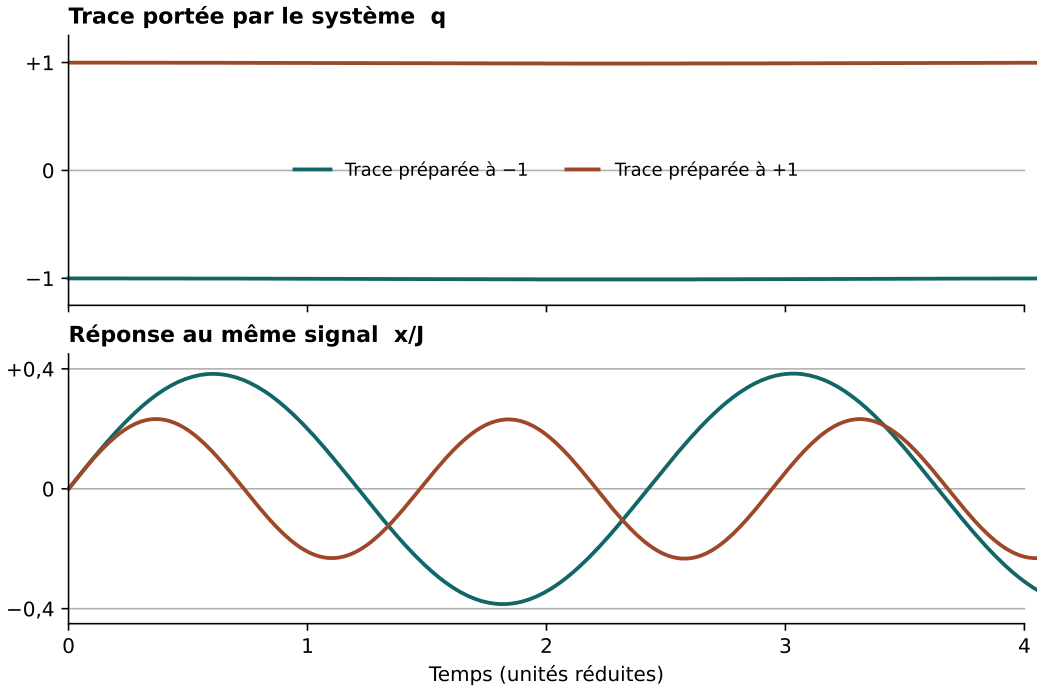 Trace portée par le système  q
+1
0
Trace préparée à −1
Trace préparée à +1
−1
Réponse au même signal  x/J
+0,4
0
−0,4
0
1
2
3
4
Temps (unités réduites)